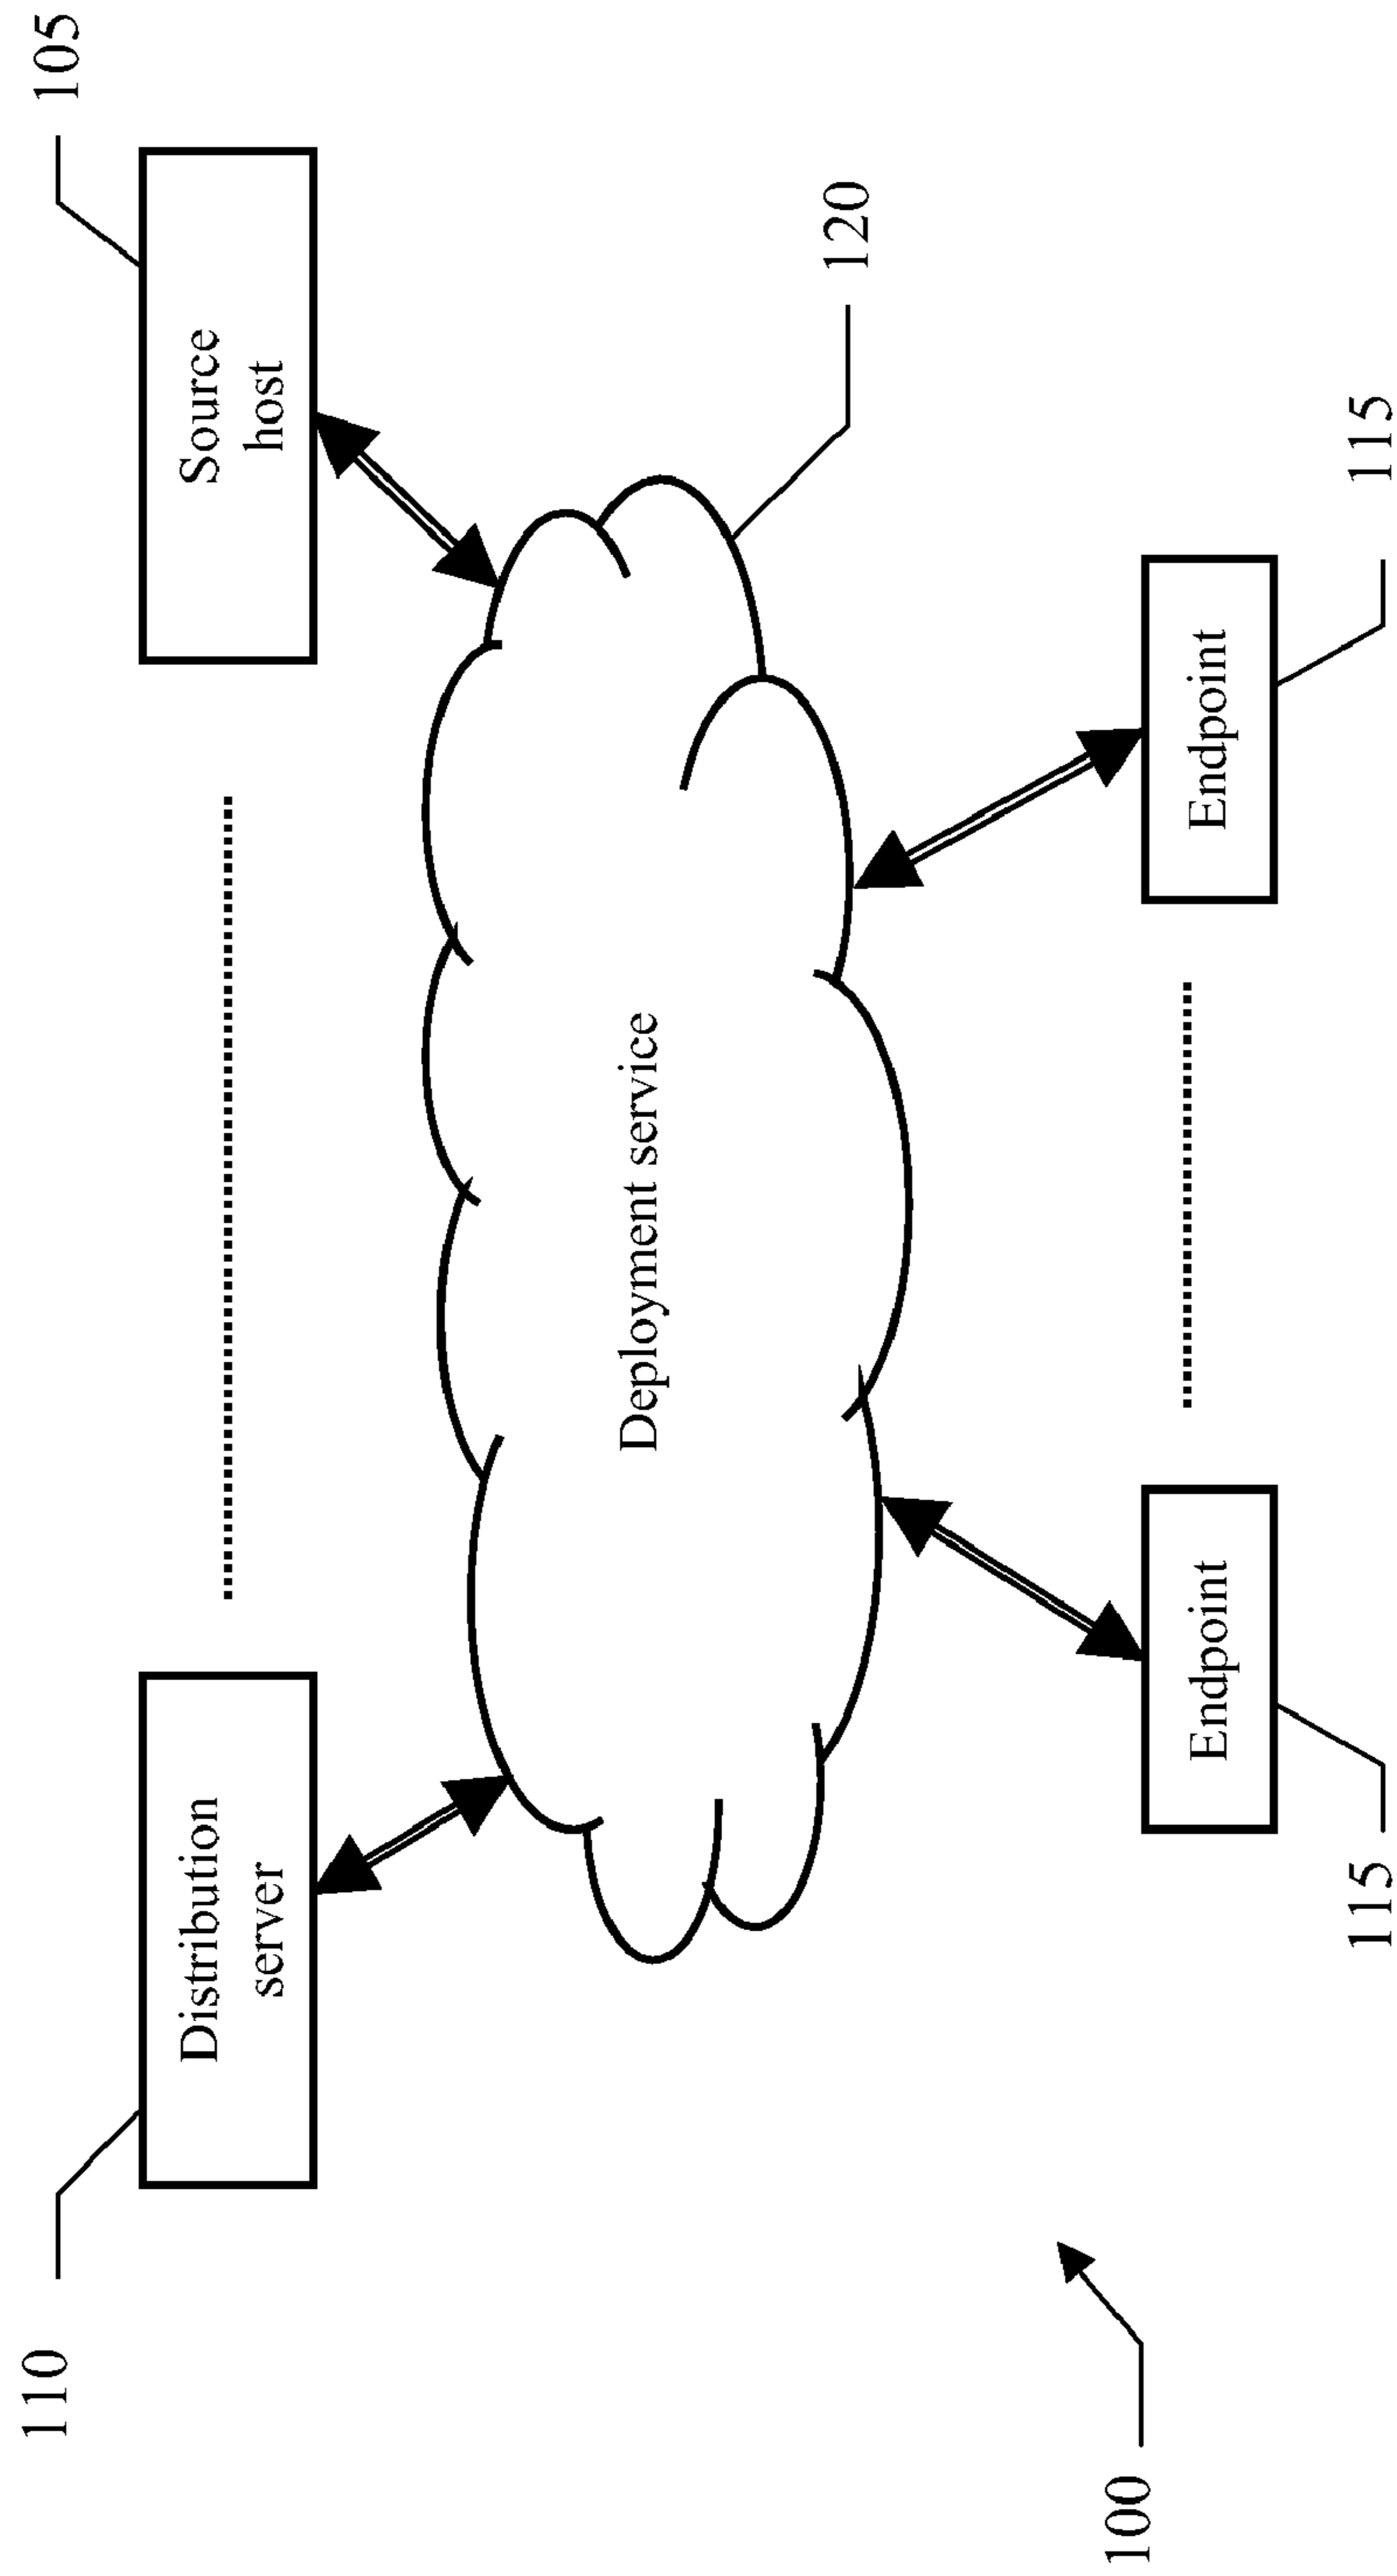 110
105
Distribution
server
Source
host
Deployment service
120
Endpoint
Endpoint
115
115
100